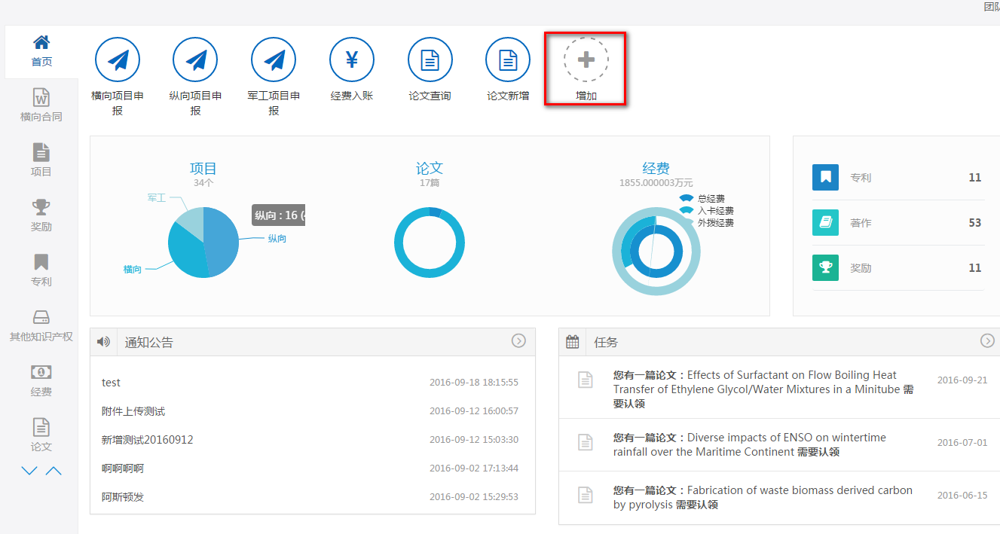 团队
首页
横向合同
项目
奖励
专利
其他知识产权
经费
论文
横向项目申
报
纵向项目申
报
军工项目申
报
经费入账
论文查询
论文新增
增加
项目
34个
军工
纵向 : 16 (
纵向
横向
论文
17篇
经费
1855.000003万元
总经费
入卡经费
外拨经费
专利 11
著作 53
奖励 11
通知公告
test 2016-09-18 18:15:55
附件上传测试 2016-09-12 16:00:57
新增测试20160912 2016-09-12 15:03:30
啊啊啊啊 2016-09-02 17:13:44
阿斯顿发 2016-09-02 15:29:53
任务
您有一篇论文：Effects of Surfactant on Flow Boiling Heat 2016-09-21
Transfer of Ethylene Glycol/Water Mixtures in a Minitube 需
要认领
您有一篇论文：Diverse impacts of ENSO on wintertime 2016-07-01
rainfall over the Maritime Continent 需要认领
您有一篇论文：Fabrication of waste biomass derived carbon 2016-06-15
by pyrolysis 需要认领